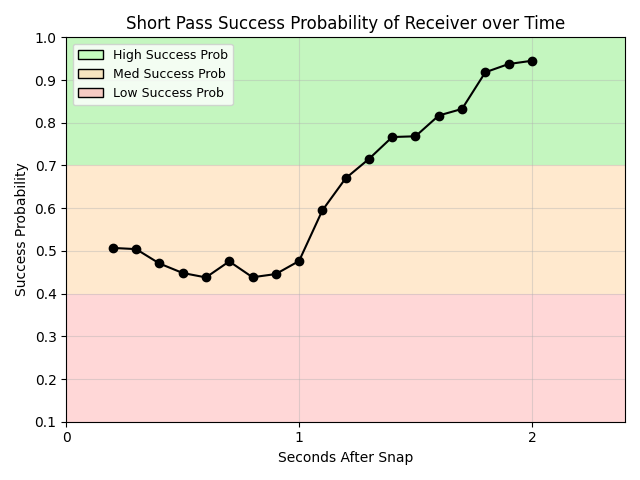 Short Pass Success Probability of Receiver over Time
High Success Prob
Med Success Prob
Low Success Prob
1.0
0.9
0.8
0.7
0.6
0.5
0.4
0.3
0.2
0.1
Success Probability
0 1 2
Seconds After Snap